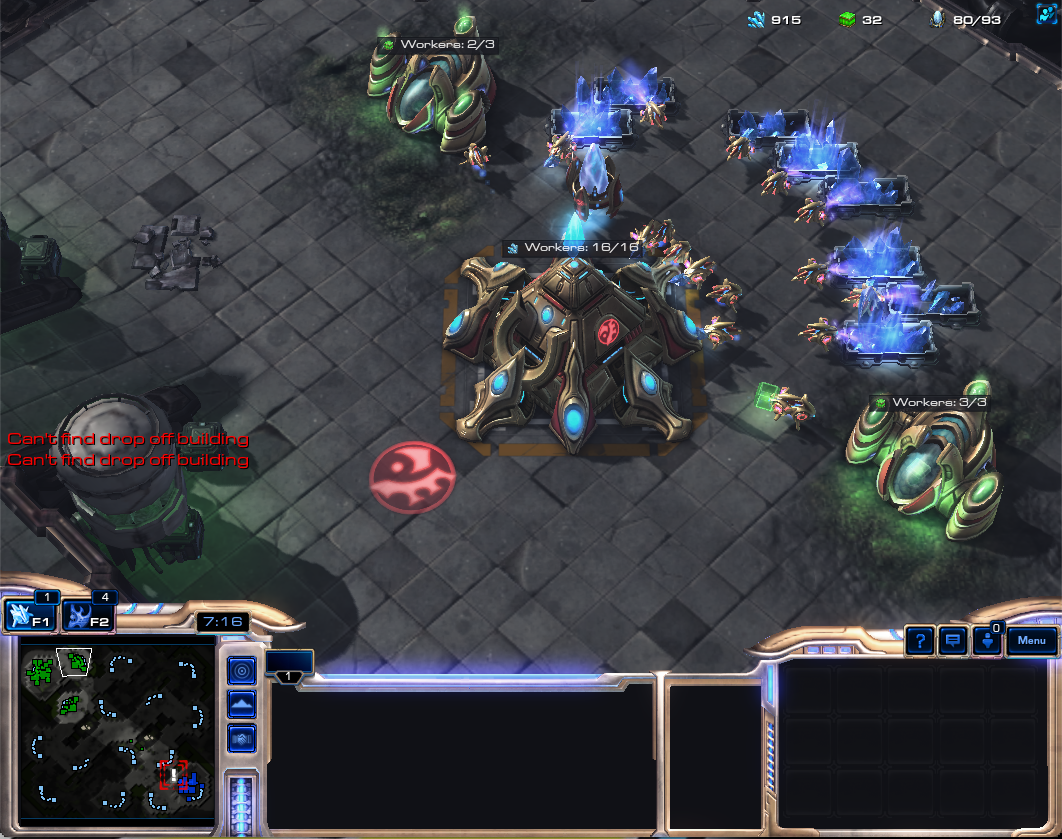 915 32 80/93
Workers: 2/3
Workers: 16/16
Workers: 3/3
Can't find drop off building
Can't find drop off building
1 4
F1 F2
7:16
1
? 0 Menu
!